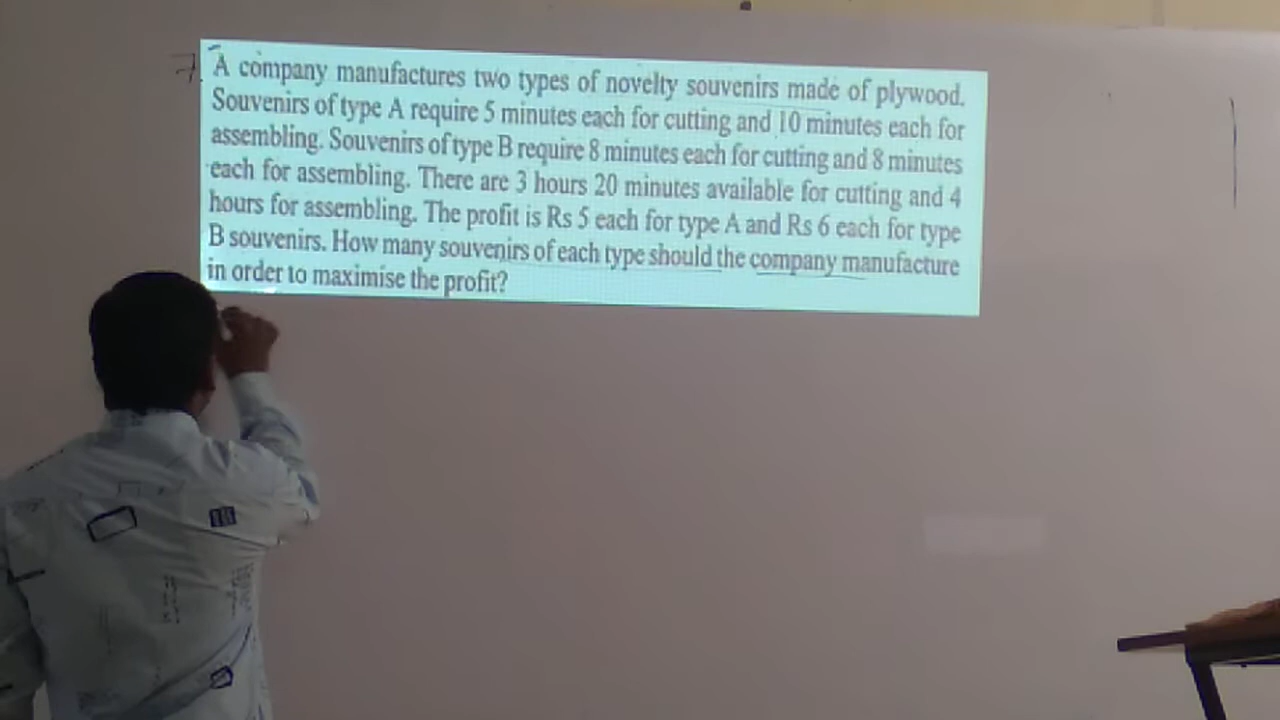 7. A company manufactures two types of novelty souvenirs made of plywood.
Souvenirs of type A require 5 minutes each for cutting and 10 minutes each for
assembling. Souvenirs of type B require 8 minutes each for cutting and 8 minutes
each for assembling. There are 3 hours 20 minutes available for cutting and 4
hours for assembling. The profit is Rs 5 each for type A and Rs 6 each for type
B souvenirs. How many souvenirs of each type should the company manufacture
in order to maximise the profit?